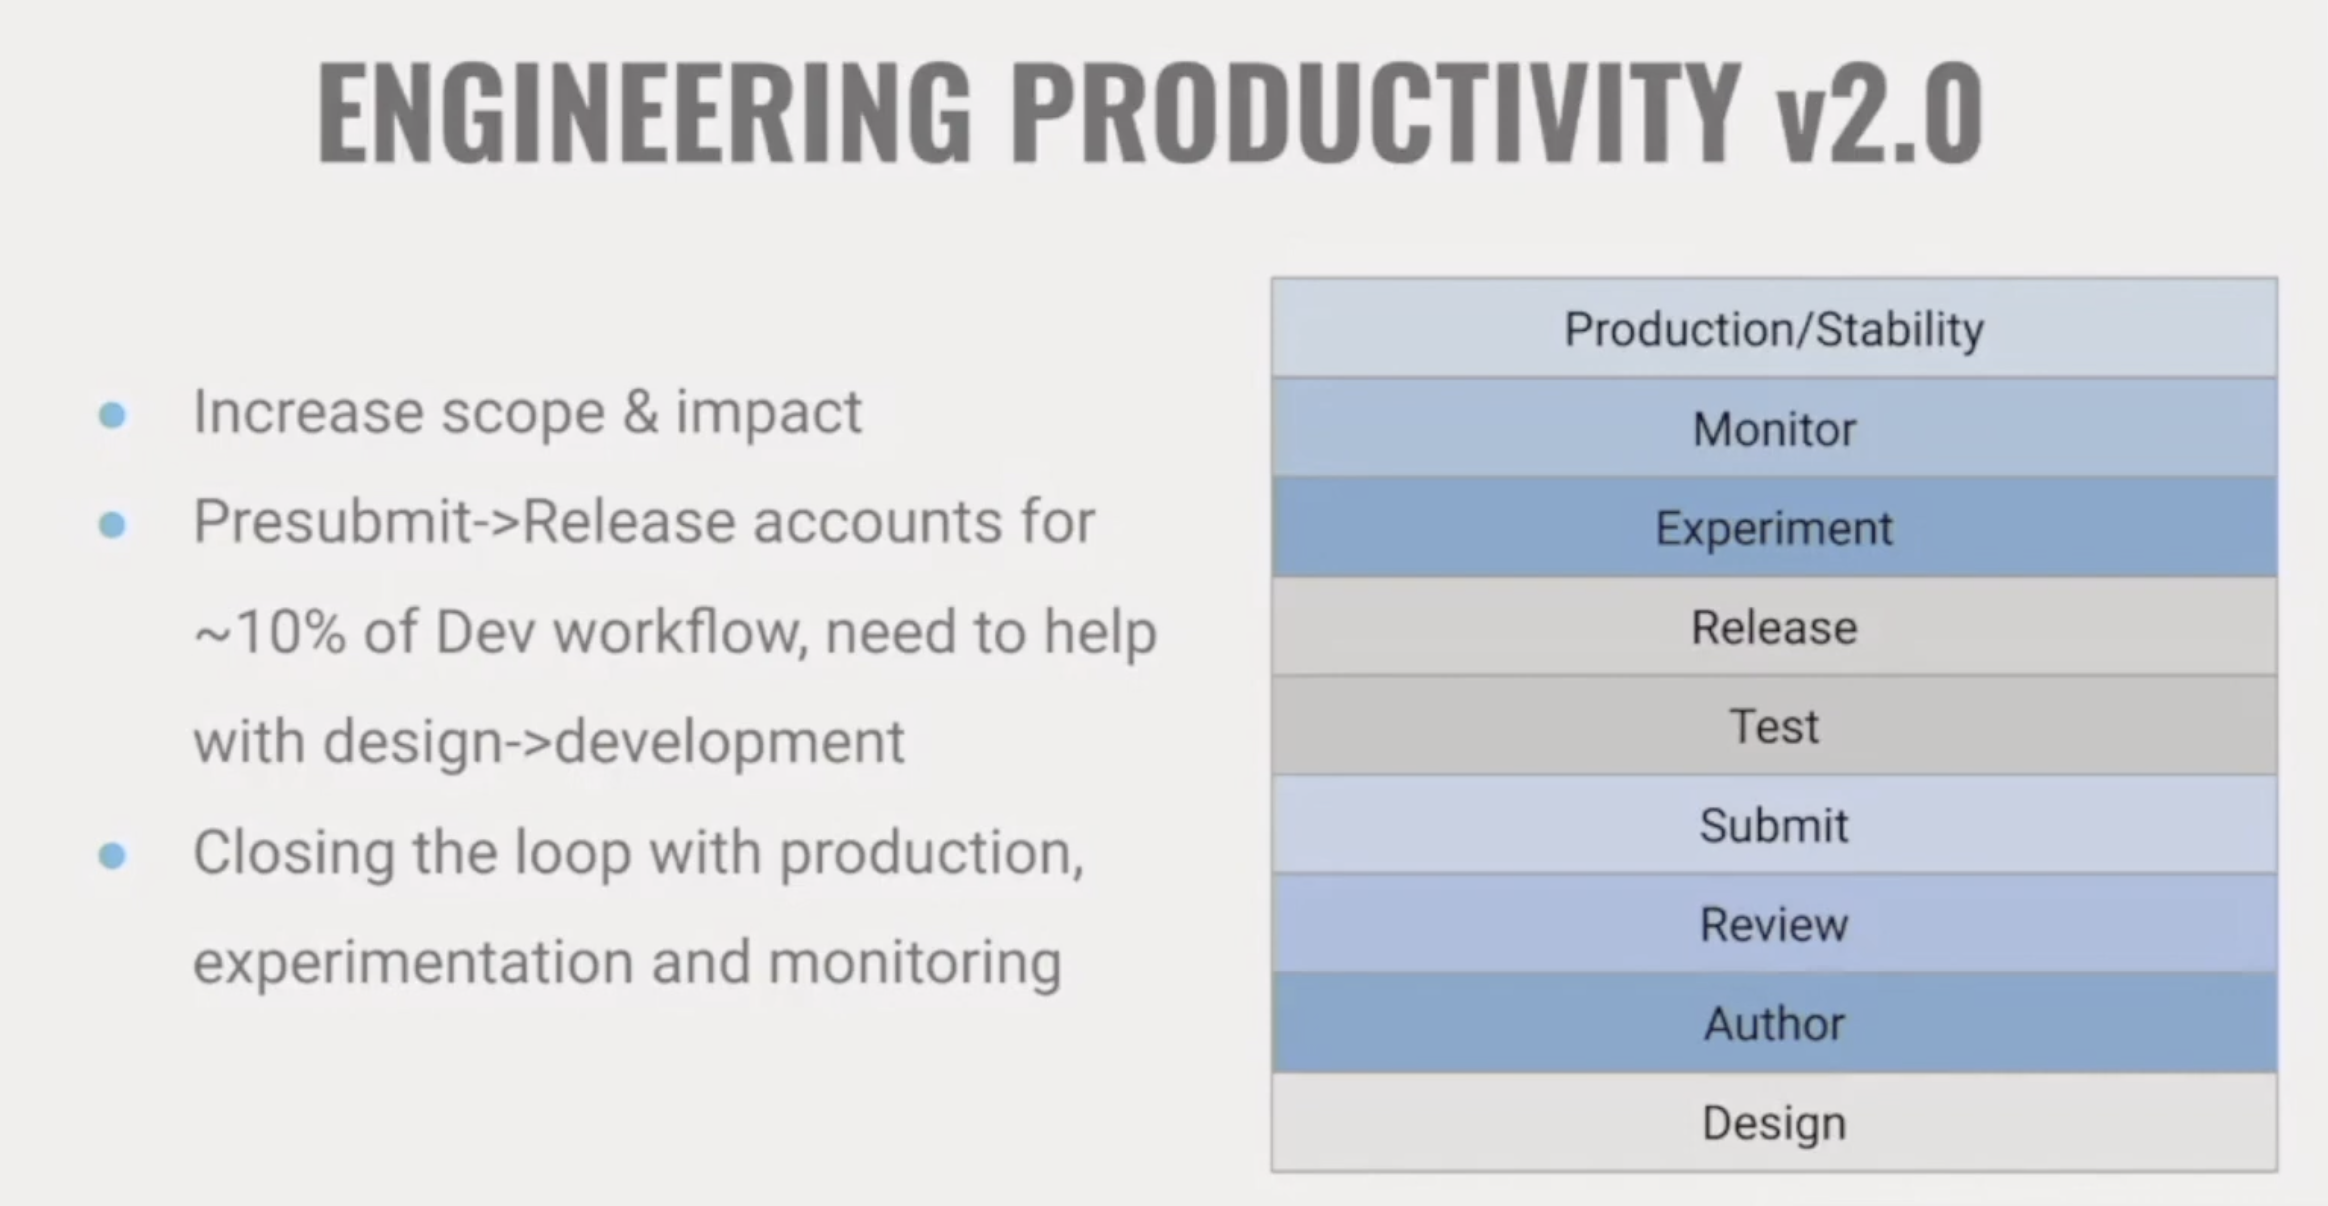 ENGINEERING PRODUCTIVITY v2.0
Increase scope & impact
Presubmit->Release accounts for
~10% of Dev workflow, need to help
with design->development
Closing the loop with production,
experimentation and monitoring
Production/Stability
Monitor
Experiment
Release
Test
Submit
Review
Author
Design